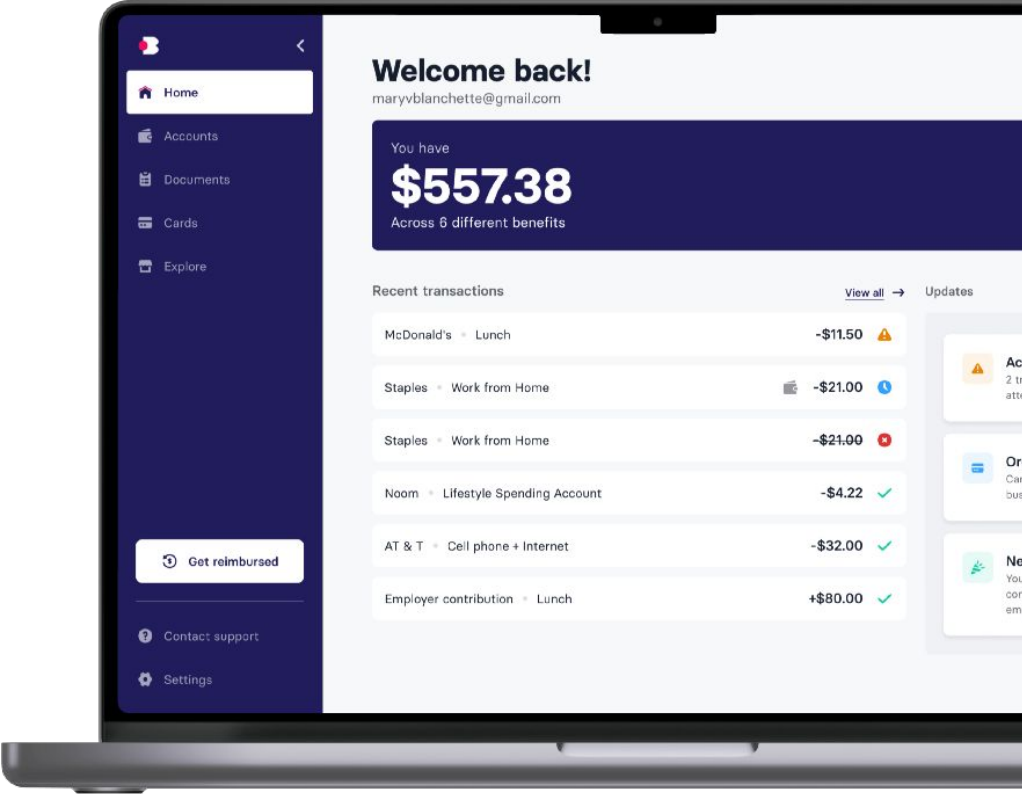 Home
Accounts
Documents
Cards
Explore
Get reimbursed
Contact support
Settings
Welcome back!
maryvblanchette@gmail.com
You have
$557.38
Across 6 different benefits
Recent transactions
View all →
McDonald's • Lunch -$11.50
Staples • Work from Home -$21.00
Staples • Work from Home -$21.00
Noom • Lifestyle Spending Account -$4.22
AT & T • Cell phone + Internet -$32.00
Employer contribution • Lunch +$80.00
Updates